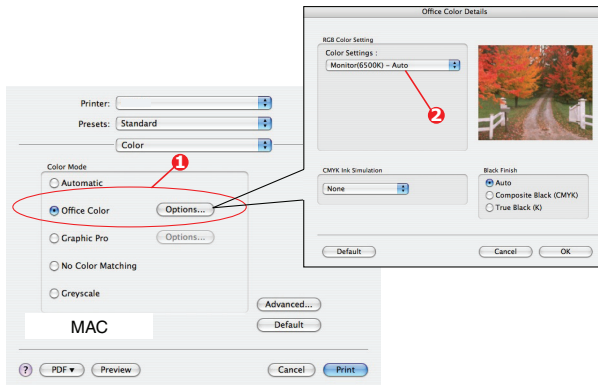 Office Color Details
RGB Color Setting
Color Settings :
Monitor(6500K) - Auto
2
CMYK Ink Simulation
None
Black Finish
Auto
Composite Black (CMYK)
True Black (K)
Default
Cancel
OK
Printer:
Presets:
Standard
Color
1
Color Mode
Automatic
Office Color
Options...
Graphic Pro
Options...
No Color Matching
Greyscale
MAC
Advanced...
Default
?
PDF
Preview
Cancel
Print